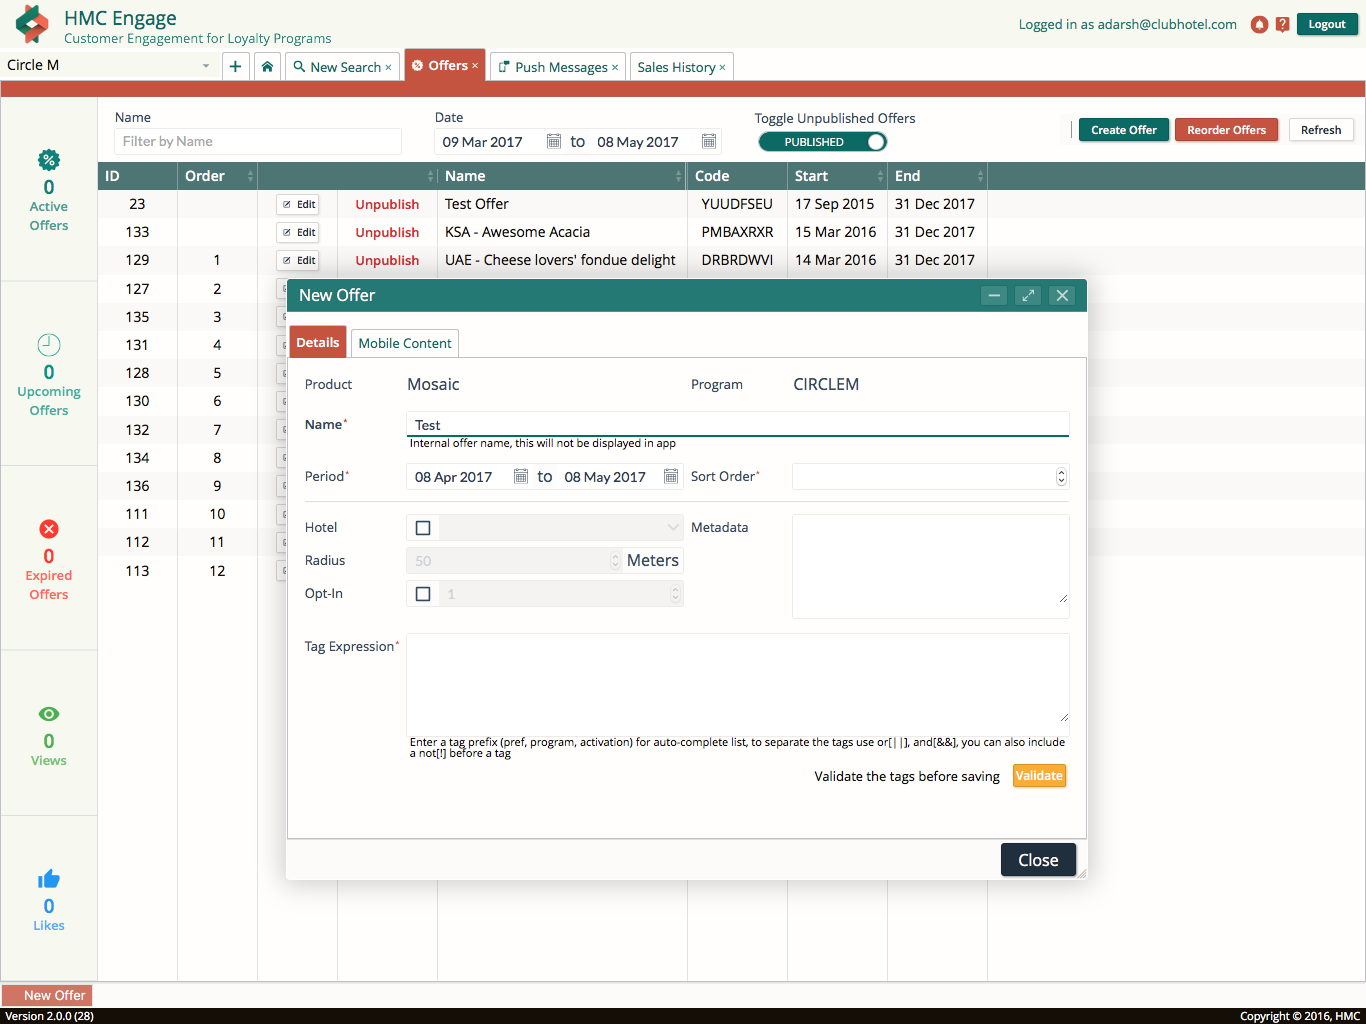 HMC Engage
Customer Engagement for Loyalty Programs
Logged in as adarsh@clubhotel.com
Logout
Circle M
New Search ×
Offers ×
Push Messages ×
Sales History ×
Name
Filter by Name
Date
09 Mar 2017 to 08 May 2017
Toggle Unpublished Offers
PUBLISHED
Create Offer
Reorder Offers
Refresh
0
Active
Offers
0
Upcoming
Offers
0
Expired
Offers
0
Views
0
Likes
ID Order Name Code Start End
23 Edit Unpublish Test Offer YUUDFSEU 17 Sep 2015 31 Dec 2017
133 Edit Unpublish KSA - Awesome Acacia PMBAXRXR 15 Mar 2016 31 Dec 2017
129 1 Edit Unpublish UAE - Cheese lovers' fondue delight DRBRDWVI 14 Mar 2016 31 Dec 2017
127 2
135 3
131 4
128 5
130 6
132 7
134 8
136 9
111 10
112 11
113 12
New Offer
Details
Mobile Content
Product Mosaic Program CIRCLEM
Name* Test
Internal offer name, this will not be displayed in app
Period* 08 Apr 2017 to 08 May 2017 Sort Order*
Hotel Metadata
Radius 50 Meters
Opt-In 1
Tag Expression*
Enter a tag prefix (pref, program, activation) for auto-complete list, to separate the tags use or[||], and[&&], you can also include
a not[!] before a tag
Validate the tags before saving Validate
Close
New Offer
Version 2.0.0 (28)
Copyright © 2016, HMC